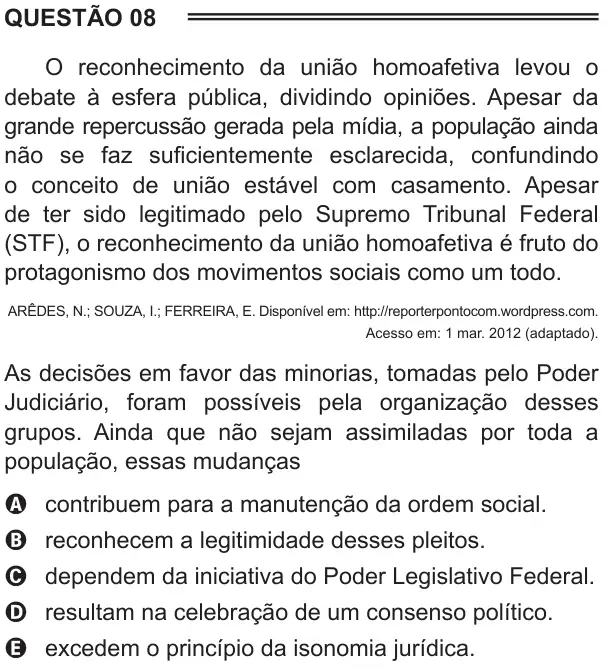 QUESTÃO 08
O reconhecimento da união homoafetiva levou o
debate à esfera pública, dividindo opiniões. Apesar da
grande repercussão gerada pela mídia, a população ainda
não se faz suficientemente esclarecida, confundindo
o conceito de união estável com casamento. Apesar
de ter sido legitimado pelo Supremo Tribunal Federal
(STF), o reconhecimento da união homoafetiva é fruto do
protagonismo dos movimentos sociais como um todo.
ARÊDES, N.; SOUZA, I.; FERREIRA, E. Disponível em: http://reporterpontocom.wordpress.com.
Acesso em: 1 mar. 2012 (adaptado).
As decisões em favor das minorias, tomadas pelo Poder
Judiciário, foram possíveis pela organização desses
grupos. Ainda que não sejam assimiladas por toda a
população, essas mudanças
A contribuem para a manutenção da ordem social.
B reconhecem a legitimidade desses pleitos.
C dependem da iniciativa do Poder Legislativo Federal.
D resultam na celebração de um consenso político.
E excedem o princípio da isonomia jurídica.